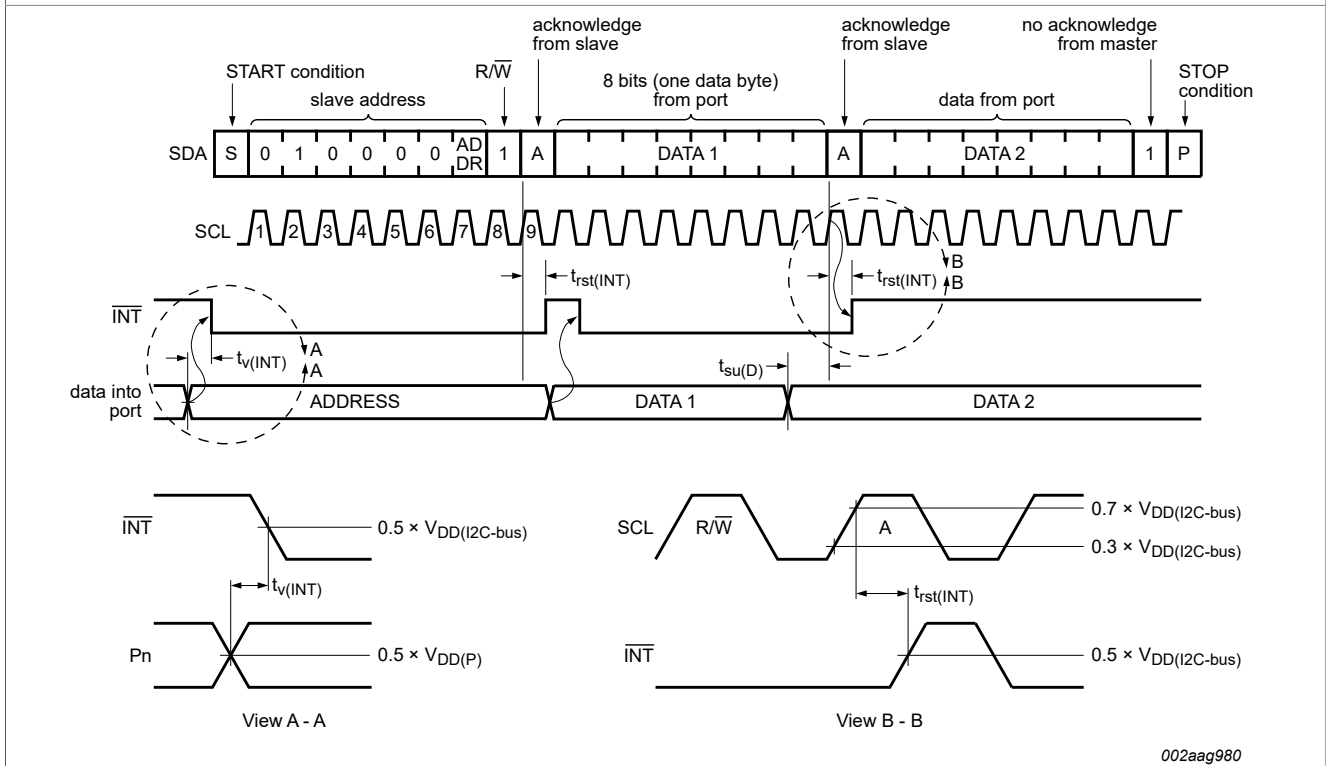 acknowledge
from slave
acknowledge
from slave
no acknowledge
from master
START condition
R/W̅
8 bits (one data byte)
from port
STOP
condition
slave address
data from port
SDA S 0 1 0 0 0 0 AD 1 A DATA 1 A DATA 2 1 P
DR
SCL 1 2 3 4 5 6 7 8 9
B
trst(INT) trst(INT)
B
I̅N̅T̅
A
tv(INT)
A
tsu(D)
data into
port
ADDRESS DATA 1 DATA 2
I̅N̅T̅ 0.5 × VDD(I2C-bus)
tv(INT)
Pn 0.5 × VDD(P)
View A - A
SCL R/W̅ A 0.7 × VDD(I2C-bus)
0.3 × VDD(I2C-bus)
trst(INT)
I̅N̅T̅ 0.5 × VDD(I2C-bus)
View B - B
002aag980